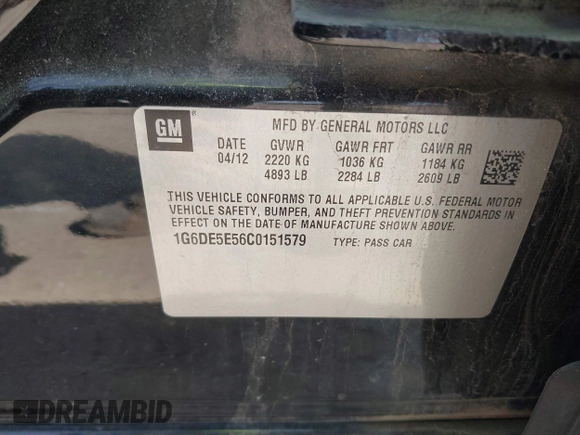 GM ®
MFD BY GENERAL MOTORS LLC
DATE GVWR GAWR FRT GAWR RR
04/12 2220 KG 1036 KG 1184 KG
4893 LB 2284 LB 2609 LB
THIS VEHICLE CONFORMS TO ALL APPLICABLE U.S. FEDERAL MOTOR
VEHICLE SAFETY, BUMPER, AND THEFT PREVENTION STANDARDS IN
EFFECT ON THE DATE OF MANUFACTURE SHOWN ABOVE.
1G6DE5E56C0151579 TYPE: PASS CAR
DREAMBID